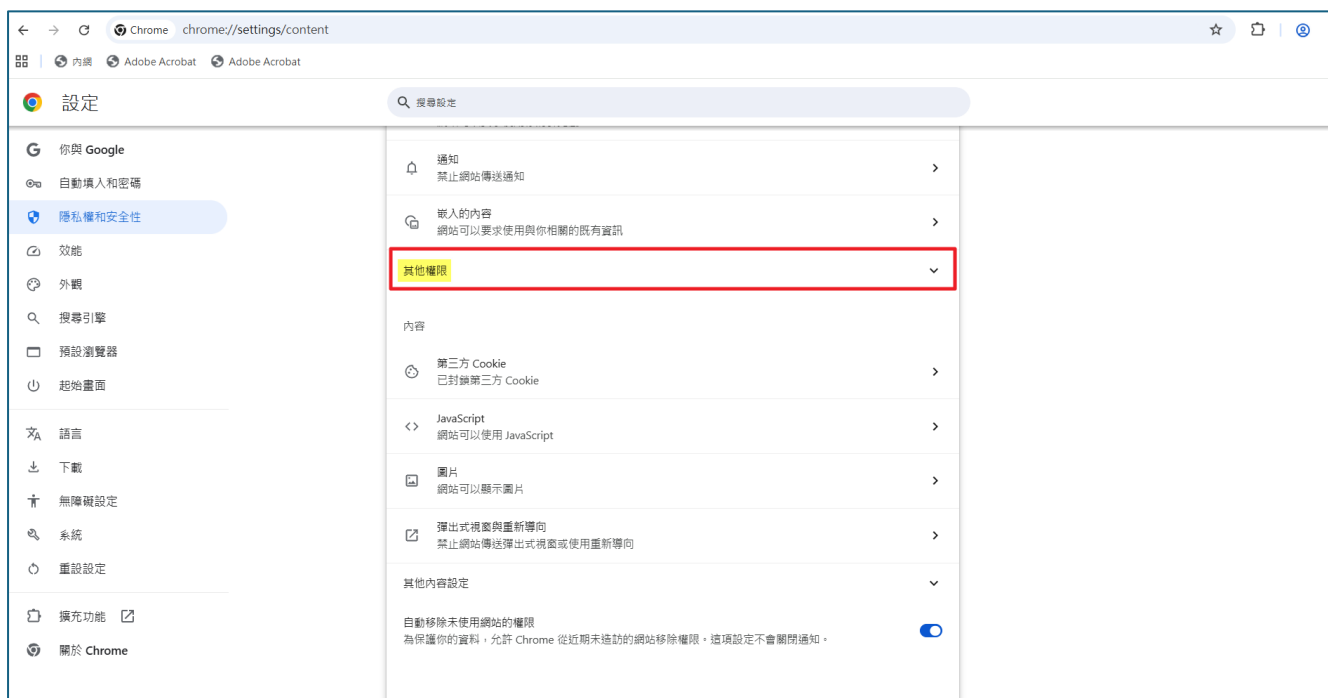 Chrome
chrome://settings/content
內網
Adobe Acrobat
Adobe Acrobat
設定
搜尋設定
你與 Google
自動填入和密碼
隱私權和安全性
效能
外觀
搜尋引擎
預設瀏覽器
起始畫面
語言
下載
無障礙設定
系統
重設設定
擴充功能
關於 Chrome
通知
禁止網站傳送通知
嵌入的內容
網站可以要求使用與你相關的既有資訊
其他權限
內容
第三方 Cookie
已封鎖第三方 Cookie
JavaScript
網站可以使用 JavaScript
圖片
網站可以顯示圖片
彈出式視窗與重新導向
禁止網站傳送彈出式視窗或使用重新導向
其他內容設定
自動移除未使用網站的權限
為保護你的資料，允許 Chrome 從近期未造訪的網站移除權限。這項設定不會關閉通知。